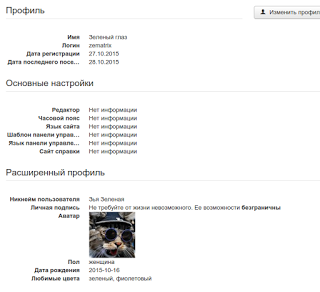 Профиль
Изменить профил
Имя Зеленый глаз
Логин zematrix
Дата регистрации 27.10.2015
Дата последнего посе... 28.10.2015
Основные настройки
Редактор Нет информации
Часовой пояс Нет информации
Язык сайта Нет информации
Шаблон панели управ... Нет информации
Язык панели управле... Нет информации
Сайт справки Нет информации
Расширенный профиль
Никнейм пользователя Зья Зеленая
Личная подпись Не требуйте от жизни невозможного. Ее возможности безграничны
Аватар
Пол женщина
Дата рождения 2015-10-16
Любимые цвета зеленый, фиолетовый